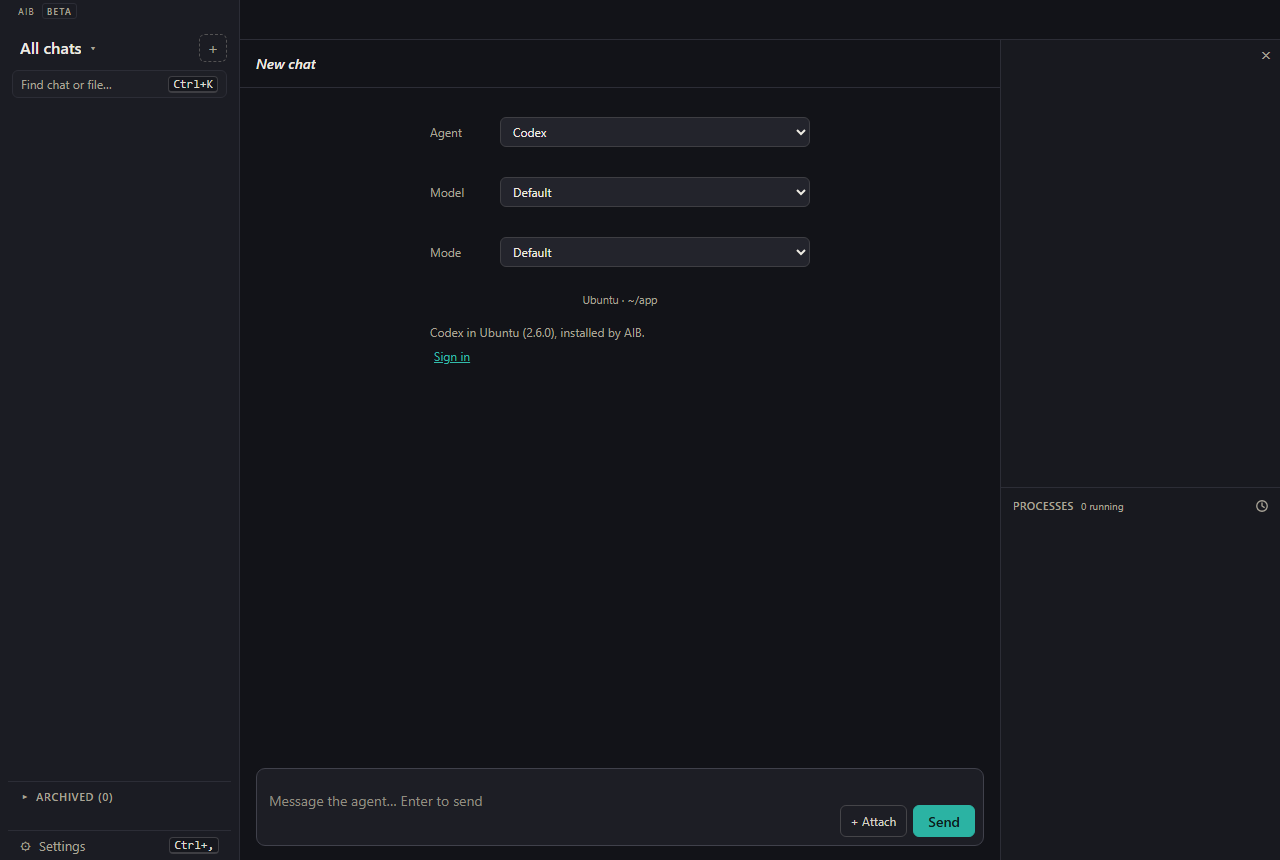 AIB BETA
All chats
+
Find chat or file... Ctrl+K
New chat
Agent Codex
Model Default
Mode Default
Ubuntu · ~/app
Codex in Ubuntu (2.6.0), installed by AIB.
Sign in
PROCESSES 0 running
ARCHIVED (0)
Settings Ctrl+,
Message the agent... Enter to send
+ Attach Send